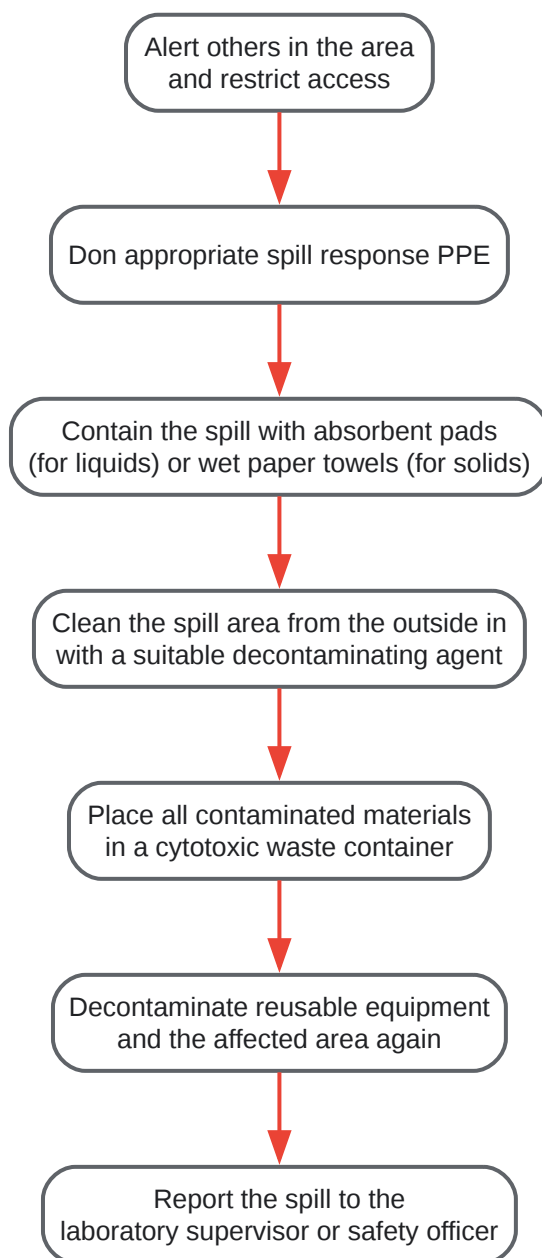 Alert others in the area
and restrict access
Don appropriate spill response PPE
Contain the spill with absorbent pads
(for liquids) or wet paper towels (for solids)
Clean the spill area from the outside in
with a suitable decontaminating agent
Place all contaminated materials
in a cytotoxic waste container
Decontaminate reusable equipment
and the affected area again
Report the spill to the
laboratory supervisor or safety officer